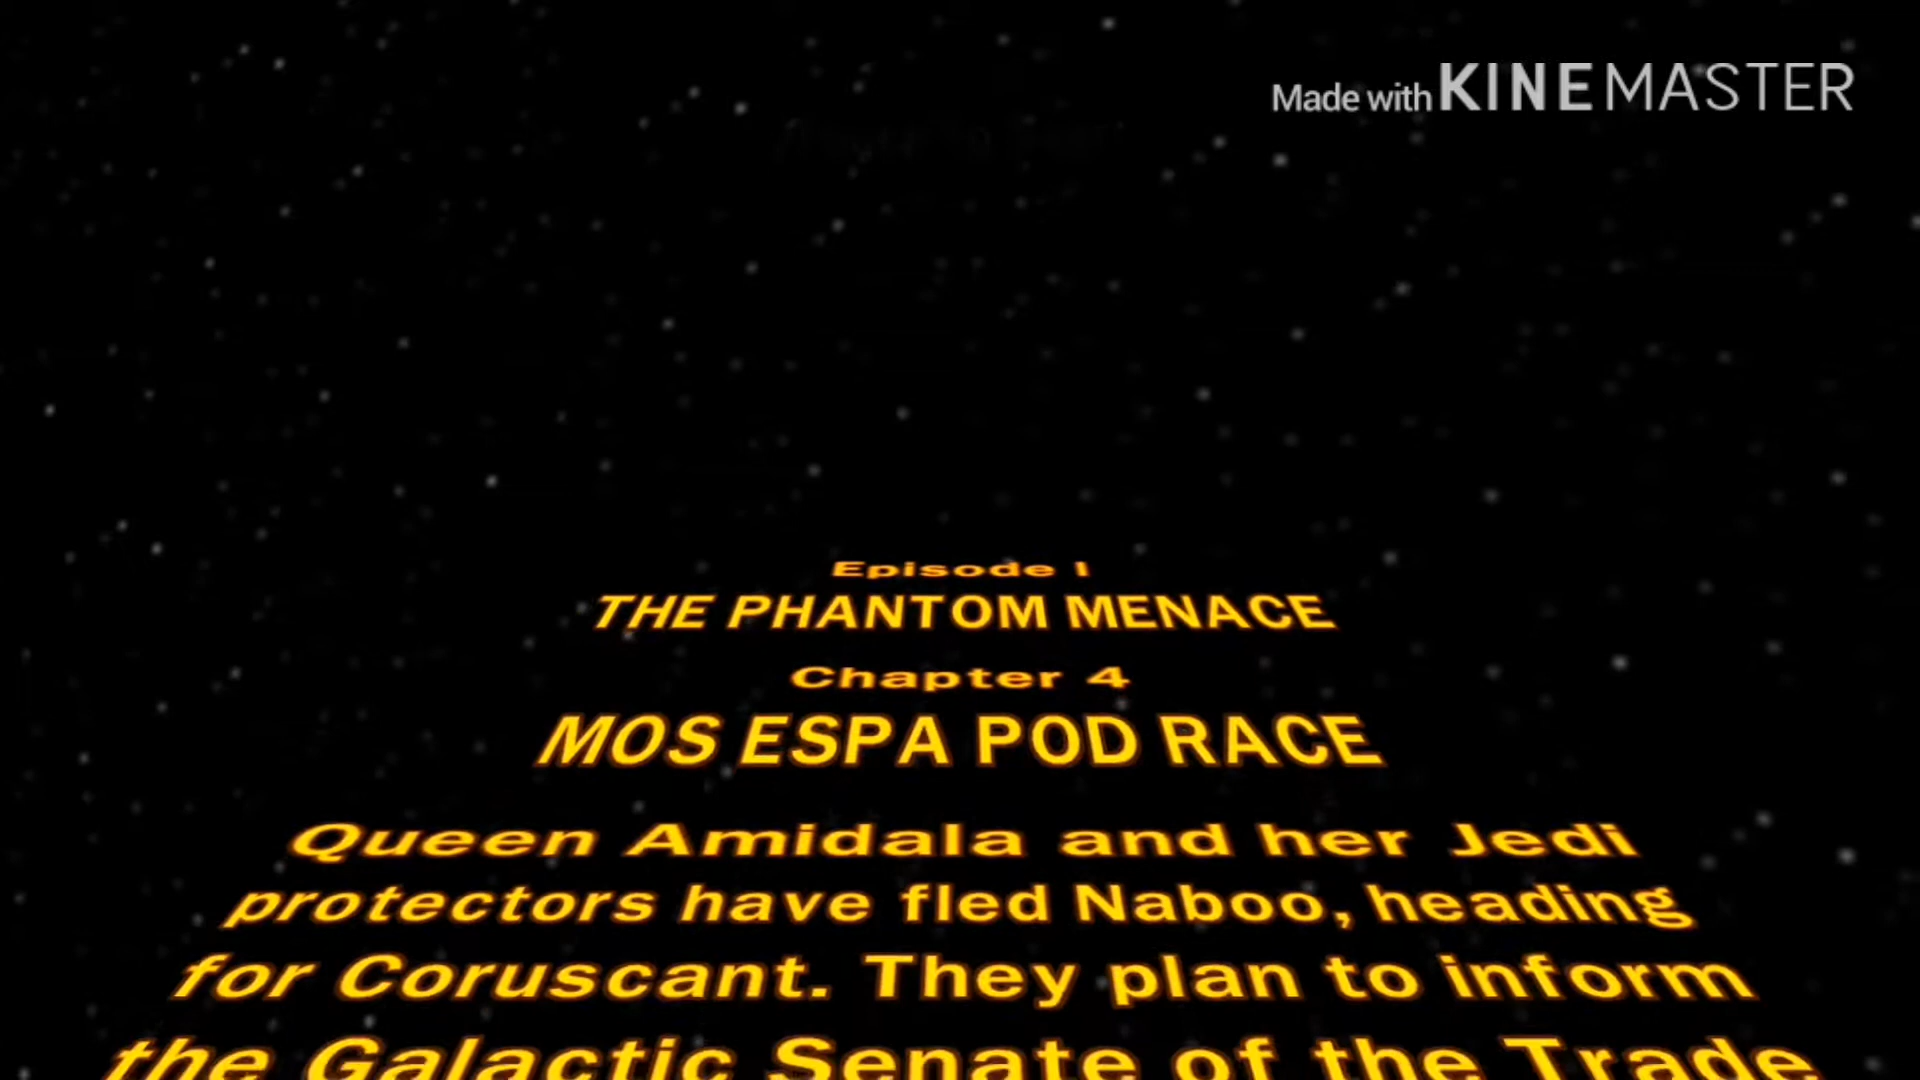 Made with KINEMASTER
Episode I
THE PHANTOM MENACE
Chapter 4
MOS ESPA POD RACE
Queen Amidala and her Jedi
protectors have fled Naboo, heading
for Coruscant. They plan to inform
the Galactic Senate of the Trade